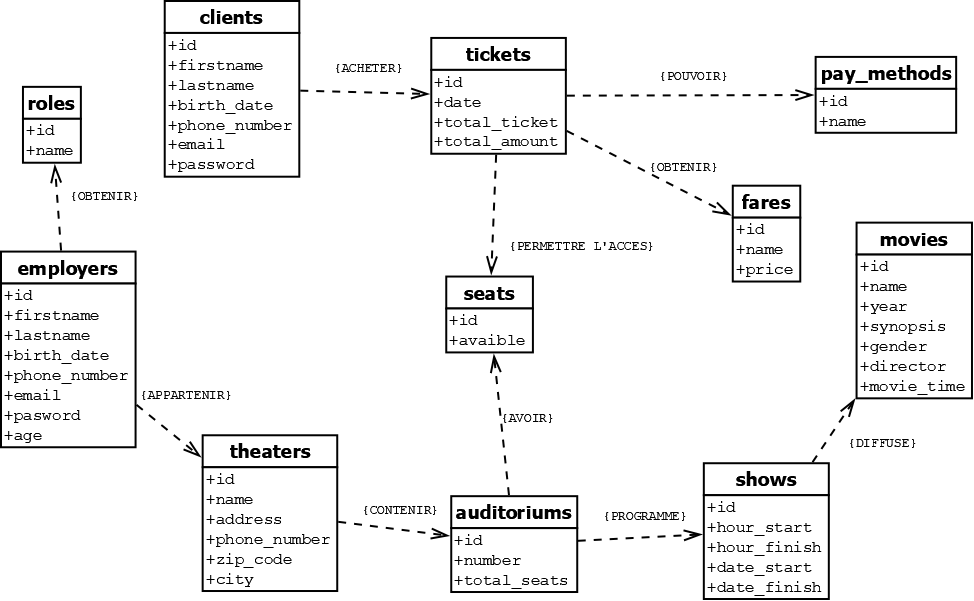 clients
+id
+firstname
+lastname
+birth_date
+phone_number
+email
+password
{ACHETER}
tickets
+id
+date
+total_ticket
+total_amount
{POUVOIR}
pay_methods
+id
+name
roles
+id
+name
{OBTENIR}
{OBTENIR}
fares
+id
+name
+price
{PERMETTRE L'ACCES}
employers
+id
+firstname
+lastname
+birth_date
+phone_number
+email
+pasword
+age
seats
+id
+avaible
movies
+id
+name
+year
+synopsis
+gender
+director
+movie_time
{APPARTENIR}
{AVOIR}
{DIFFUSE}
theaters
+id
+name
+address
+phone_number
+zip_code
+city
{CONTENIR}
auditoriums
+id
+number
+total_seats
{PROGRAMME}
shows
+id
+hour_start
+hour_finish
+date_start
+date_finish